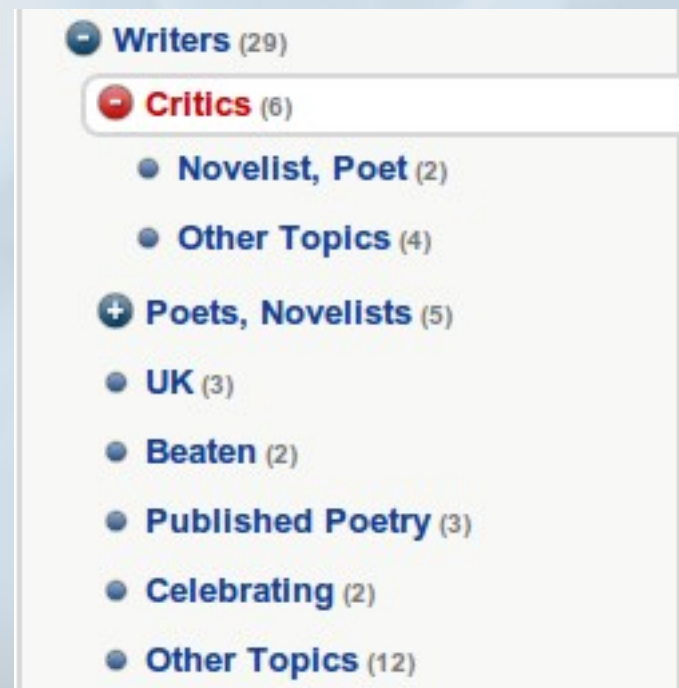 Writers (29)
Critics (6)
Novelist, Poet (2)
Other Topics (4)
Poets, Novelists (5)
UK (3)
Beaten (2)
Published Poetry (3)
Celebrating (2)
Other Topics (12)